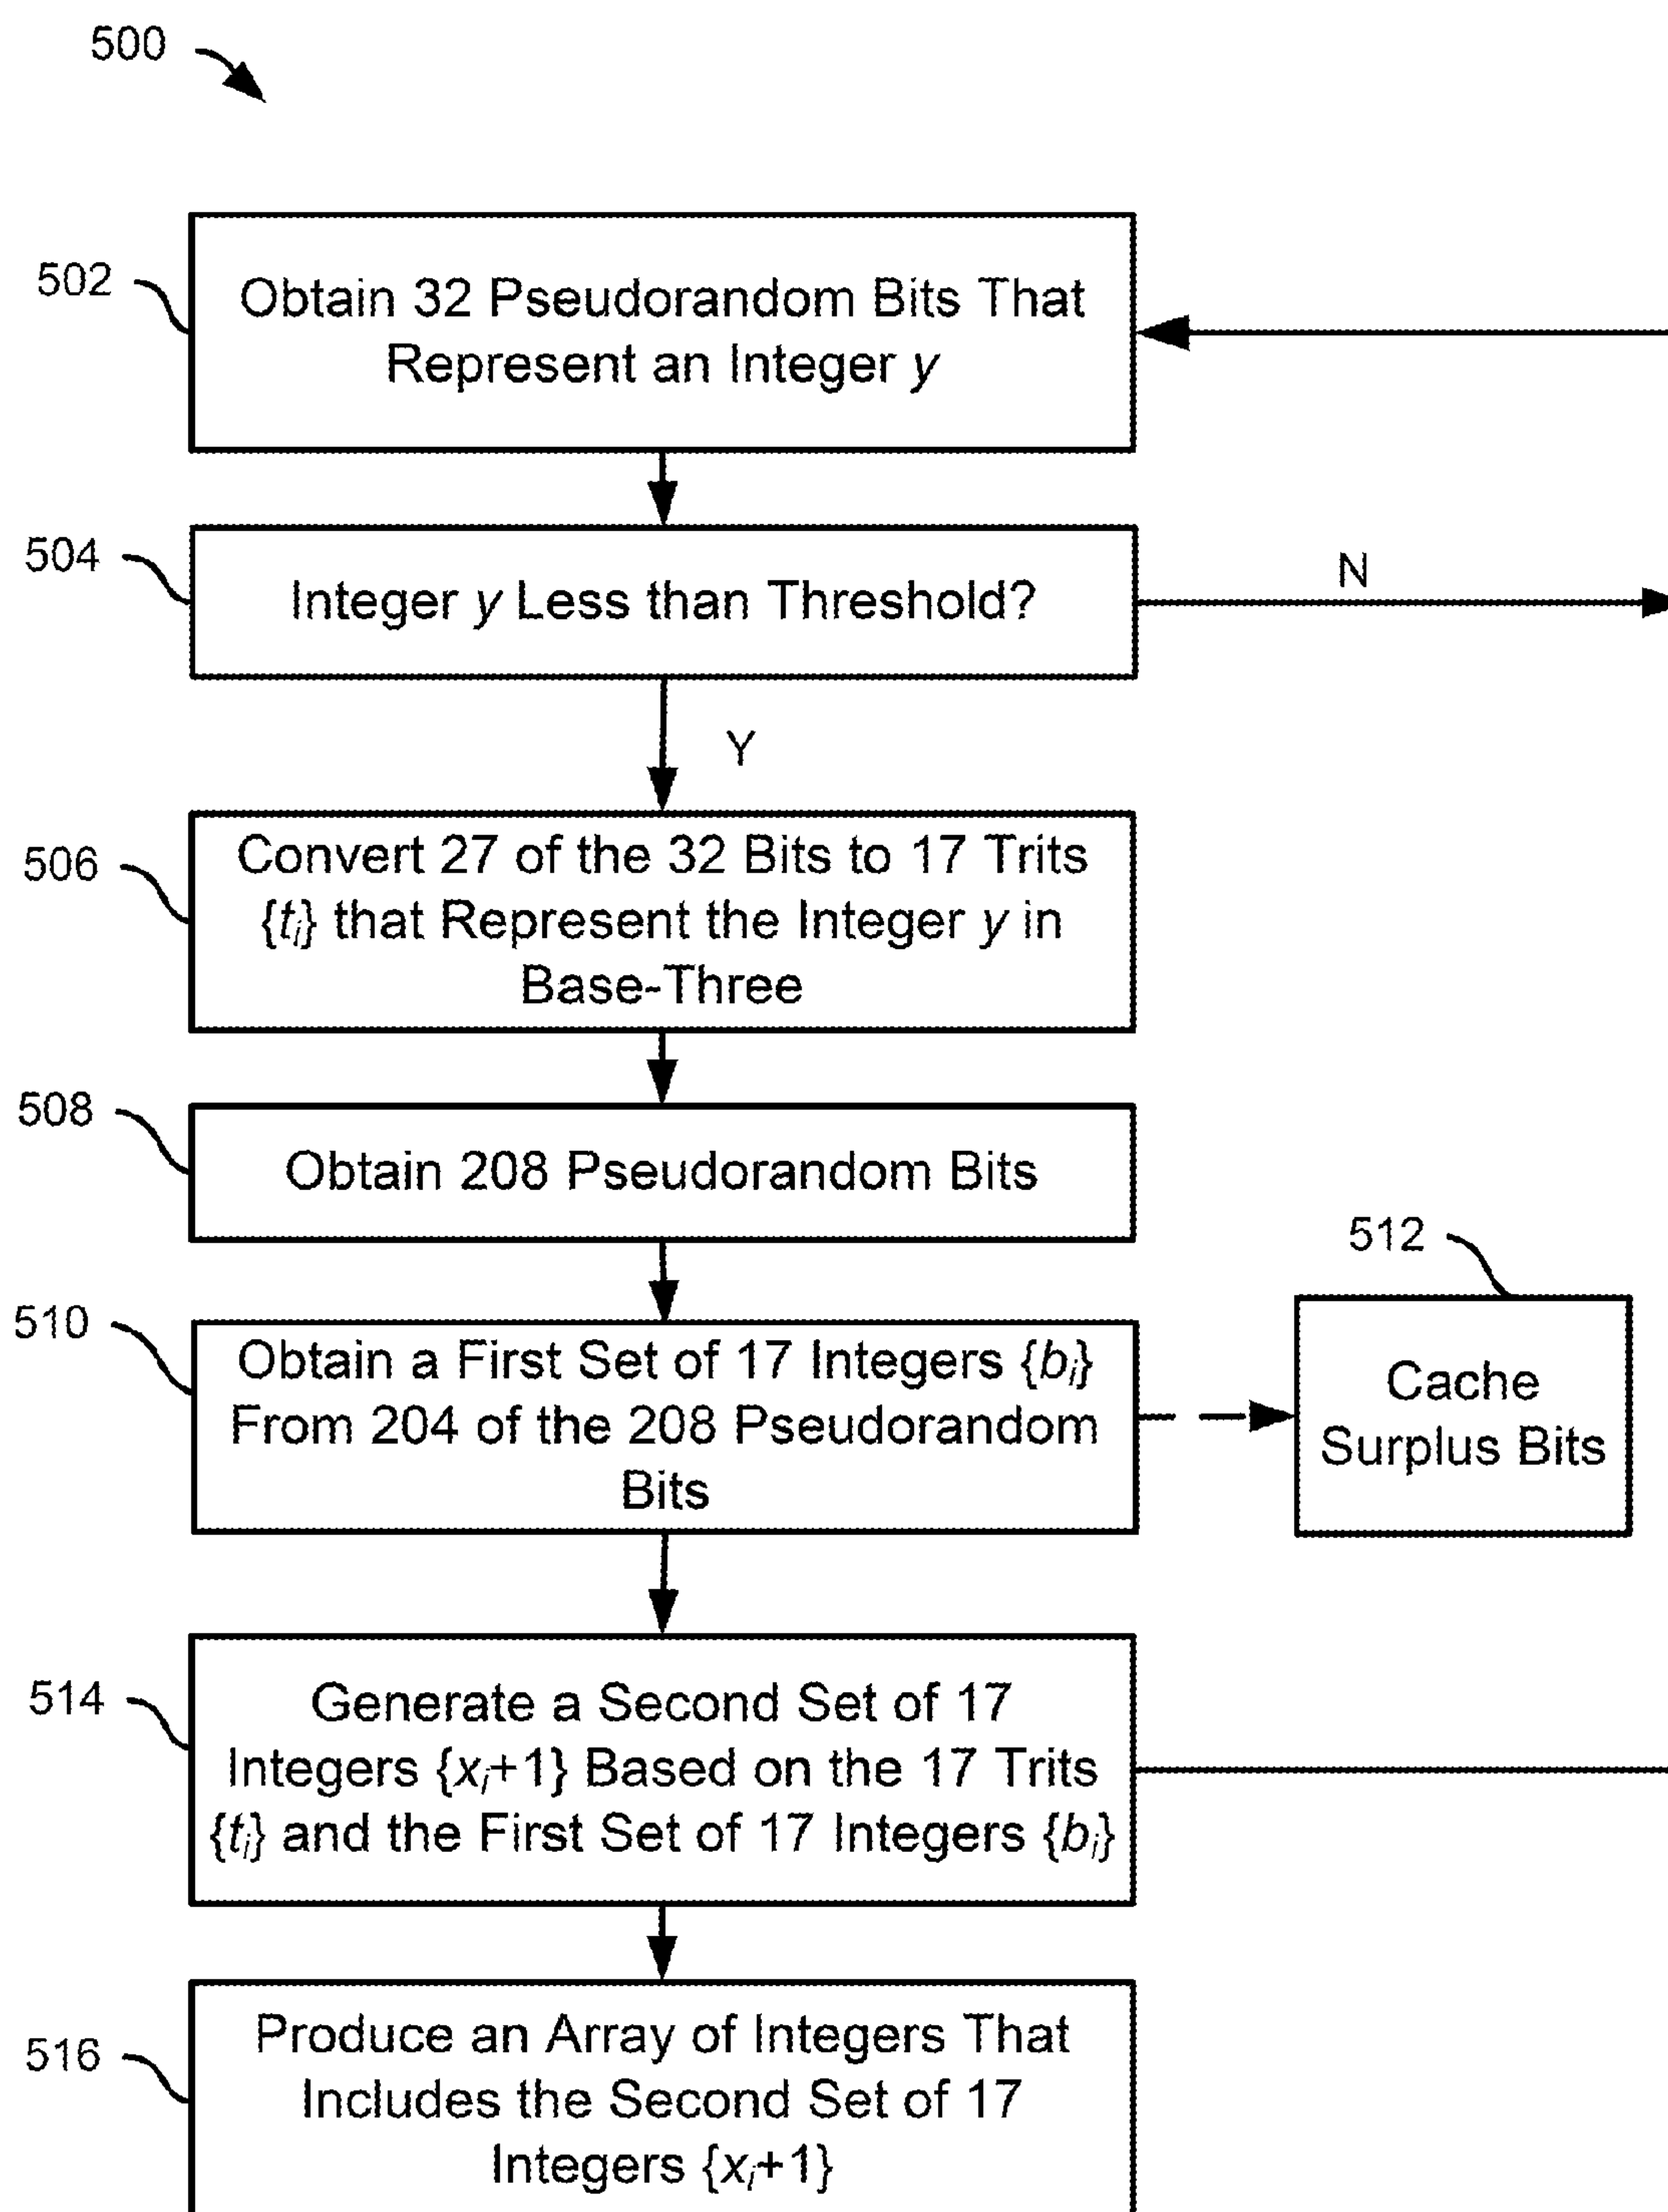 500
502
Obtain 32 Pseudorandom Bits That
Represent an Integer y
504
Integer y Less than Threshold?
N
Y
506
Convert 27 of the 32 Bits to 17 Trits
{ti} that Represent the Integer y in
Base-Three
508
Obtain 208 Pseudorandom Bits
512
510
Obtain a First Set of 17 Integers {bi}
From 204 of the 208 Pseudorandom
Bits
Cache
Surplus Bits
514
Generate a Second Set of 17
Integers {xi+1} Based on the 17 Trits
{ti} and the First Set of 17 Integers {bi}
516
Produce an Array of Integers That
Includes the Second Set of 17
Integers {xi+1}